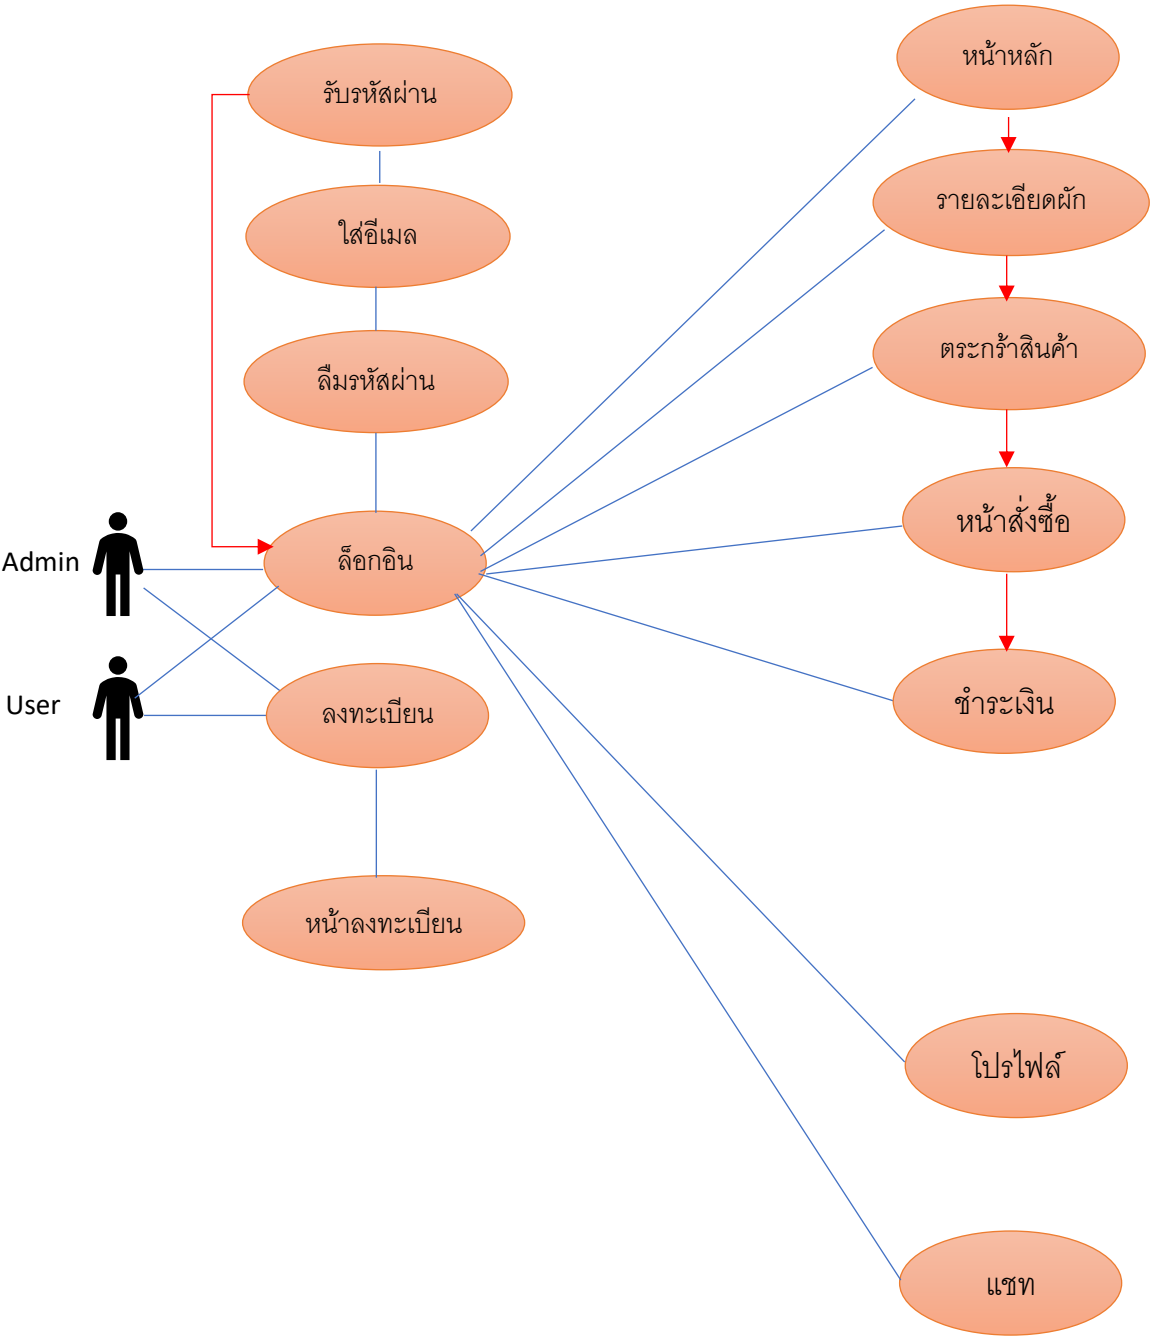 รับรหัสผ่าน
ใส่อีเมล
ลืมรหัสผ่าน
Admin
ล็อกอิน
User
ลงทะเบียน
หน้าลงทะเบียน
หน้าหลัก
รายละเอียดผัก
ตระกร้าสินค้า
หน้าสั่งซื้อ
ชำระเงิน
โปรไฟล์
แชท